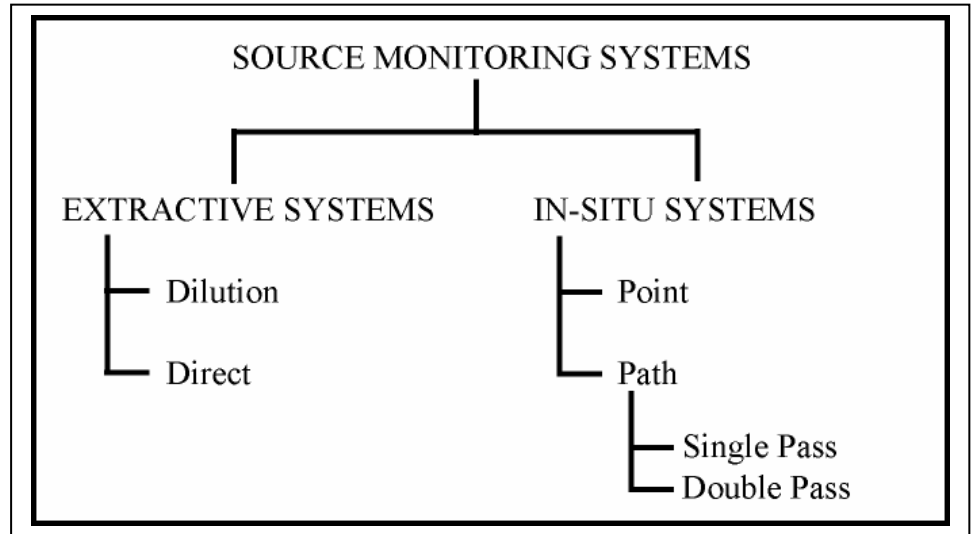 SOURCE MONITORING SYSTEMS
EXTRACTIVE SYSTEMS
Dilution
Direct
IN-SITU SYSTEMS
Point
Path
Single Pass
Double Pass